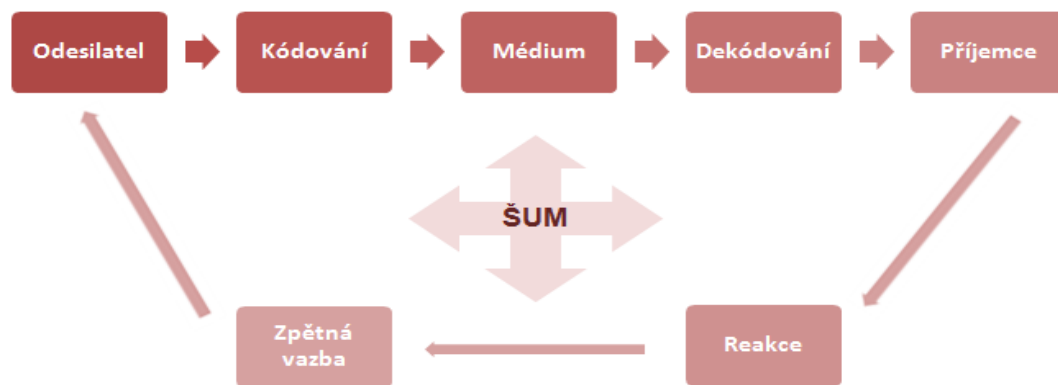 Odesilatel
Kódování
Médium
Dekódování
Příjemce
ŠUM
Zpětná
vazba
Reakce